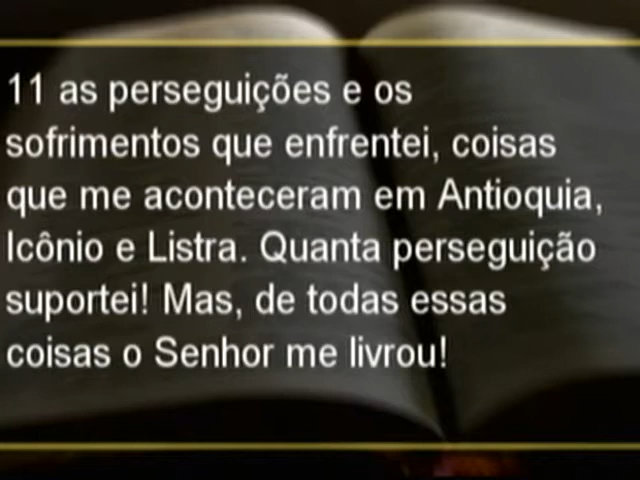 11 as perseguições e os
sofrimentos que enfrentei, coisas
que me aconteceram em Antioquia,
Icônio e Listra. Quanta perseguição
suportei! Mas, de todas essas
coisas o Senhor me livrou!